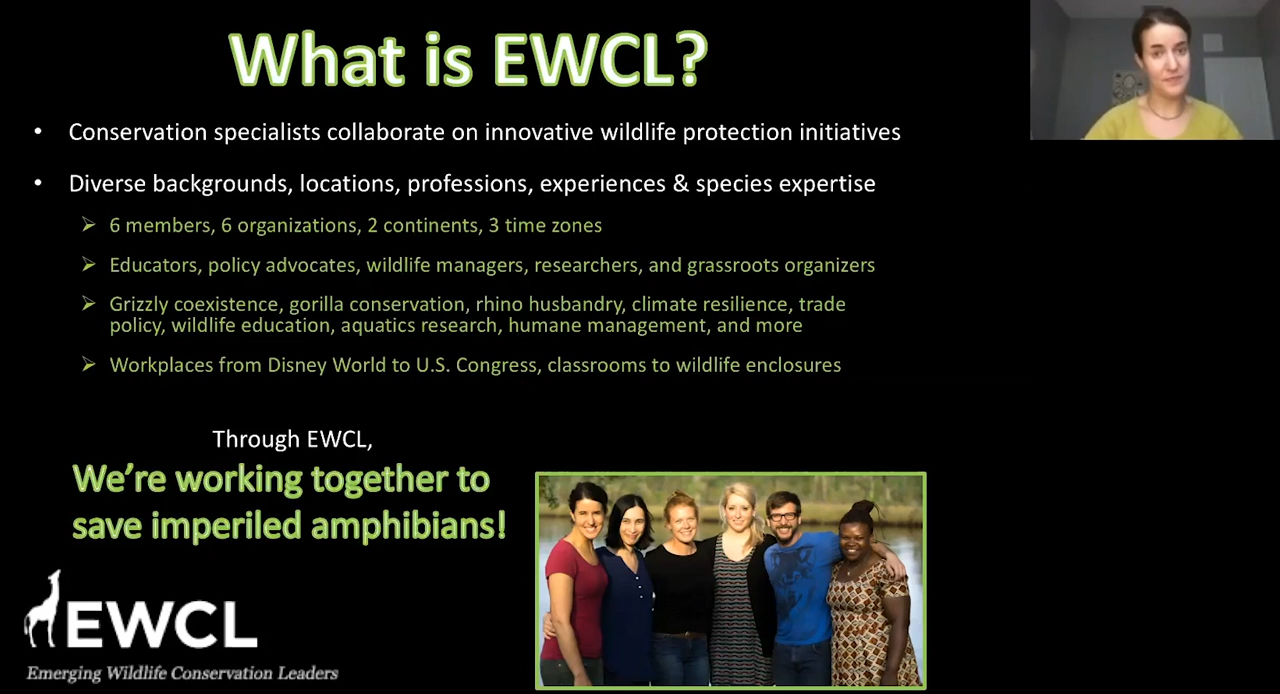 What is EWCL?
• Conservation specialists collaborate on innovative wildlife protection initiatives
• Diverse backgrounds, locations, professions, experiences & species expertise
➢ 6 members, 6 organizations, 2 continents, 3 time zones
➢ Educators, policy advocates, wildlife managers, researchers, and grassroots organizers
➢ Grizzly coexistence, gorilla conservation, rhino husbandry, climate resilience, trade
policy, wildlife education, aquatics research, humane management, and more
➢ Workplaces from Disney World to U.S. Congress, classrooms to wildlife enclosures
Through EWCL,
We’re working together to
save imperiled amphibians!
EWCL
Emerging Wildlife Conservation Leaders